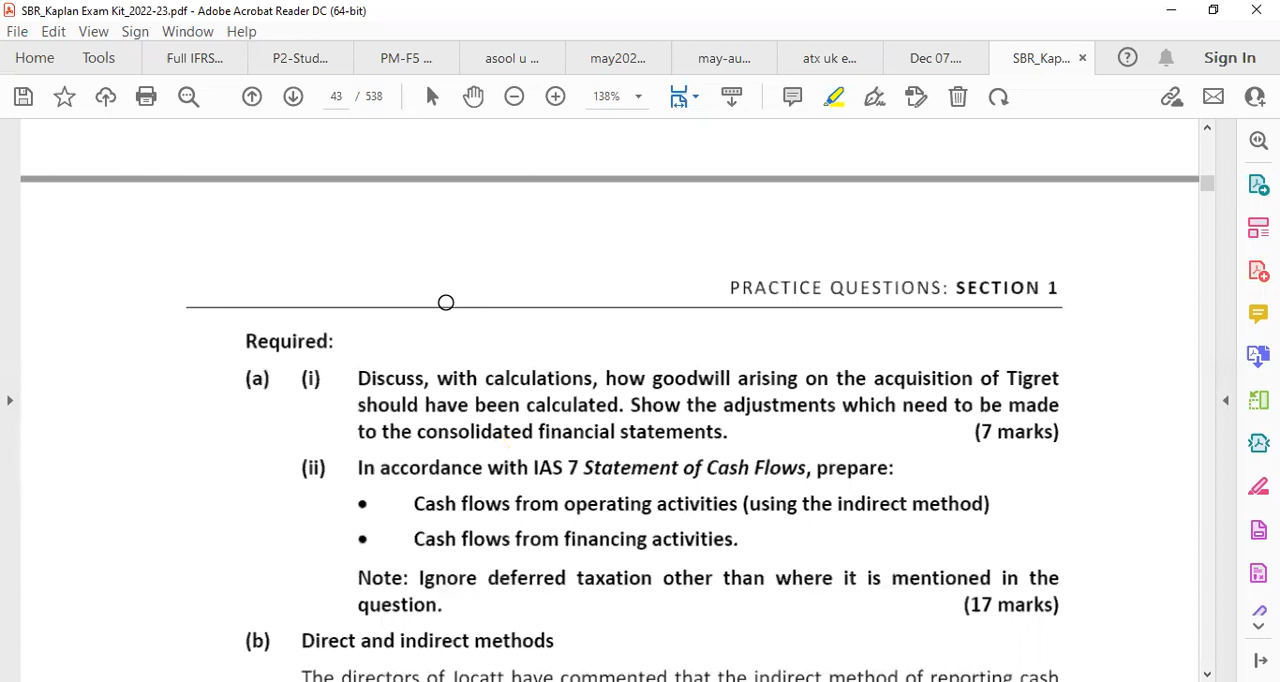 SBR_Kaplan Exam Kit_2022-23.pdf - Adobe Acrobat Reader DC (64-bit)
File Edit View Sign Window Help
Home Tools Full IFRS... P2-Stud... PM-F5 ... asool u ... may202... may-au... atx uk e... Dec 07.... SBR_Kap... × Sign In
43 / 538 138%
PRACTICE QUESTIONS: SECTION 1
Required:
(a) (i) Discuss, with calculations, how goodwill arising on the acquisition of Tigret
should have been calculated. Show the adjustments which need to be made
to the consolidated financial statements. (7 marks)
(ii) In accordance with IAS 7 Statement of Cash Flows, prepare:
• Cash flows from operating activities (using the indirect method)
• Cash flows from financing activities.
Note: Ignore deferred taxation other than where it is mentioned in the
question. (17 marks)
(b) Direct and indirect methods
The directors of Jocatt have commented that the indirect method of reporting cash